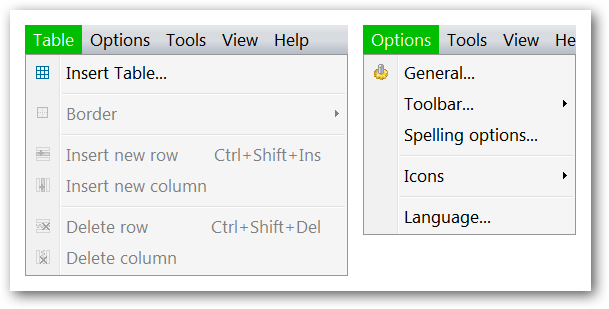 Table Options Tools View Help
Insert Table...
Border
Insert new row Ctrl+Shift+Ins
Insert new column
Delete row Ctrl+Shift+Del
Delete column
Options Tools View He
General...
Toolbar...
Spelling options...
Icons
Language...